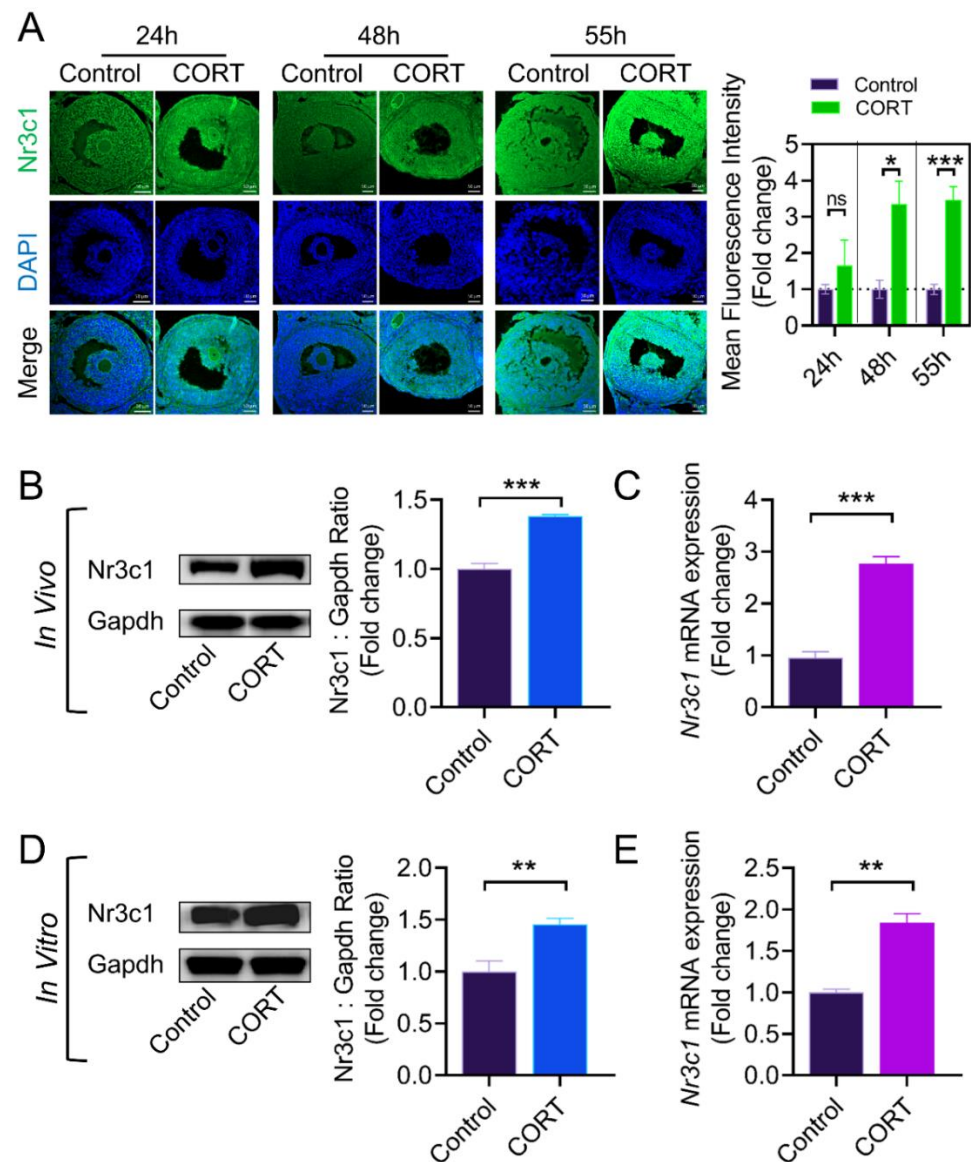 A
24h 48h 55h
Control CORT Control CORT Control CORT
Nr3c1
DAPI
Merge
50 μm
Control
CORT
Mean Fluorescence Intensity
(Fold change)
5
4
3
2
1
0
ns
*
***
24h
48h
55h
B
In Vivo
Nr3c1
Gapdh
Control
CORT
Nr3c1 : Gapdh Ratio
(Fold change)
1.5
1.0
0.5
0.0
***
Control
CORT
C
Nr3c1 mRNA expression
(Fold change)
4
3
2
1
0
***
Control
CORT
D
In Vitro
Nr3c1
Gapdh
Control
CORT
Nr3c1 : Gapdh Ratio
(Fold change)
2.0
1.5
1.0
0.5
0.0
**
Control
CORT
E
Nr3c1 mRNA expression
(Fold change)
2.5
2.0
1.5
1.0
0.5
0.0
**
Control
CORT